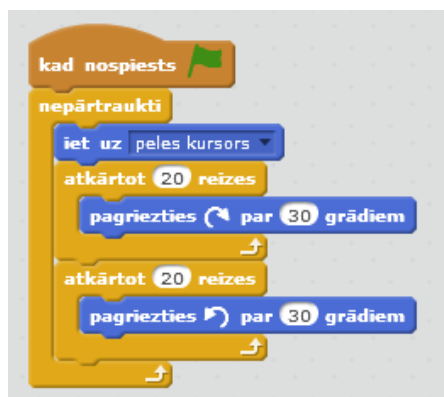 kad nospiests
nepārtraukti
iet uz peles kursors
atkārtot 20 reizes
pagriezties par 30 grādiem
atkārtot 20 reizes
pagriezties par 30 grādiem